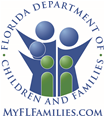 FLORIDA DEPARTMENT OF
CHILDREN AND FAMILIES
MYFLFAMILIES.COM